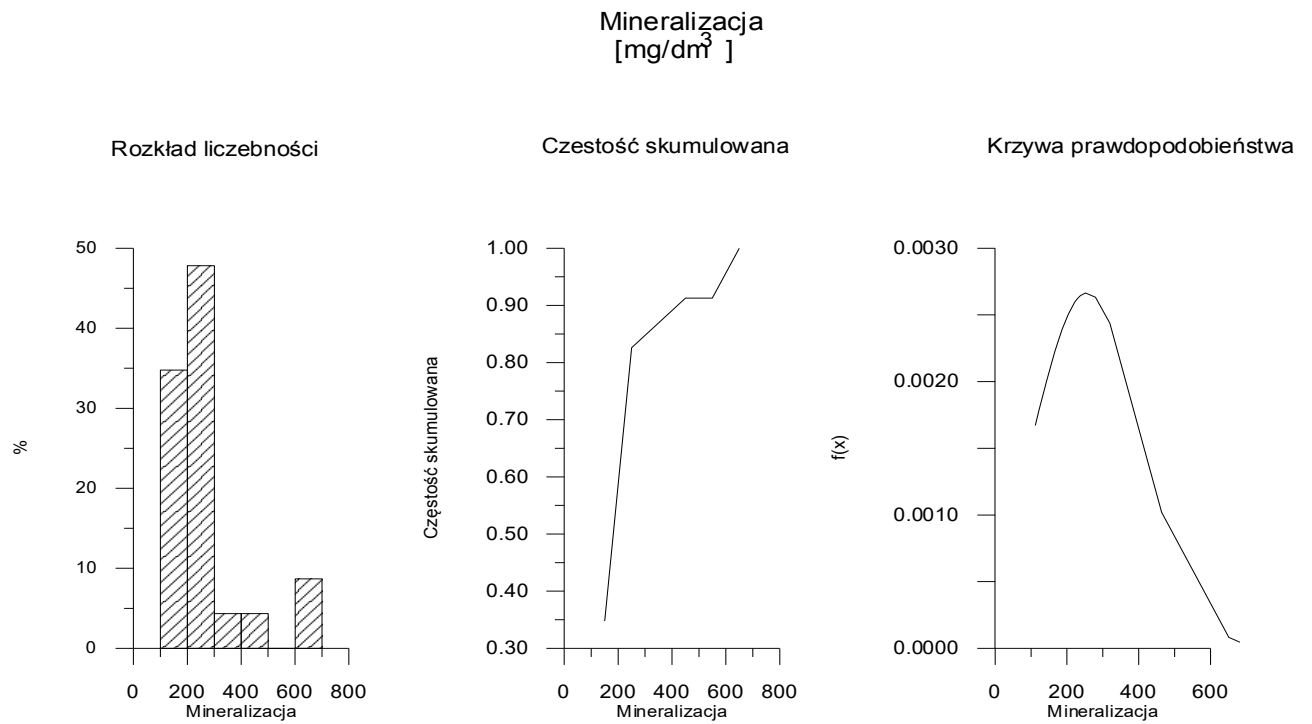 Mineralizacja
[mg/dm3 ]
Rozkład liczebności
50
40
30
20
10
0
%
0 200 400 600 800
Mineralizacja
Czestość skumulowana
1.00
0.90
0.80
0.70
0.60
0.50
0.40
0.30
Częstość skumulowana
0 200 400 600 800
Mineralizacja
Krzywa prawdopodobieństwa
0.0030
0.0020
0.0010
0.0000
f(x)
0 200 400 600
Mineralizacja